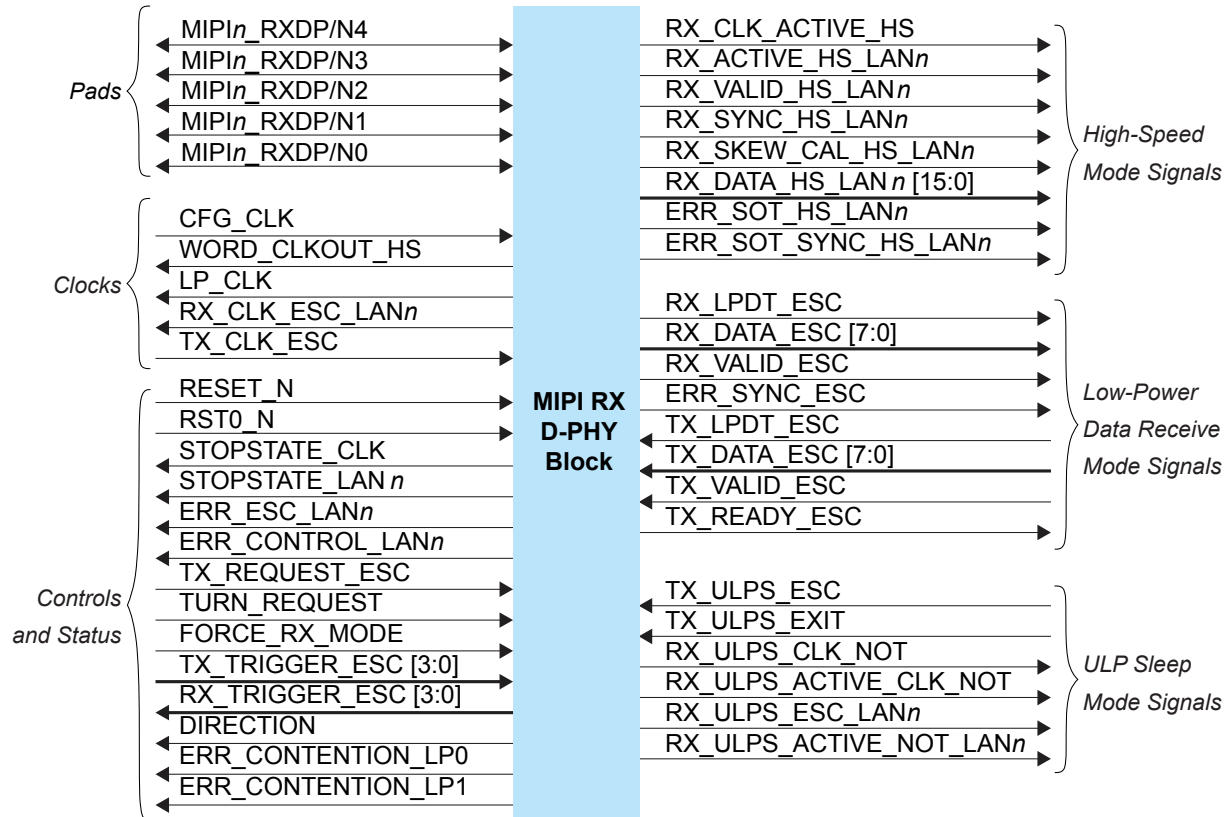 MIPIn_RXDP/N4
MIPIn_RXDP/N3
MIPIn_RXDP/N2
MIPIn_RXDP/N1
MIPIn_RXDP/N0
Pads
CFG_CLK
WORD_CLKOUT_HS
LP_CLK
RX_CLK_ESC_LANn
TX_CLK_ESC
Clocks
RESET_N
RST0_N
STOPSTATE_CLK
STOPSTATE_LAN n
ERR_ESC_LANn
ERR_CONTROL_LANn
TX_REQUEST_ESC
TURN_REQUEST
FORCE_RX_MODE
TX_TRIGGER_ESC [3:0]
RX_TRIGGER_ESC [3:0]
DIRECTION
ERR_CONTENTION_LP0
ERR_CONTENTION_LP1
Controls
and Status
MIPI RX
D-PHY
Block
RX_CLK_ACTIVE_HS
RX_ACTIVE_HS_LANn
RX_VALID_HS_LANn
RX_SYNC_HS_LANn
RX_SKEW_CAL_HS_LANn
RX_DATA_HS_LAN n [15:0]
ERR_SOT_HS_LANn
ERR_SOT_SYNC_HS_LANn
High-Speed
Mode Signals
RX_LPDT_ESC
RX_DATA_ESC [7:0]
RX_VALID_ESC
ERR_SYNC_ESC
TX_LPDT_ESC
TX_DATA_ESC [7:0]
TX_VALID_ESC
TX_READY_ESC
Low-Power
Data Receive
Mode Signals
TX_ULPS_ESC
TX_ULPS_EXIT
RX_ULPS_CLK_NOT
RX_ULPS_ACTIVE_CLK_NOT
RX_ULPS_ESC_LANn
RX_ULPS_ACTIVE_NOT_LANn
ULP Sleep
Mode Signals